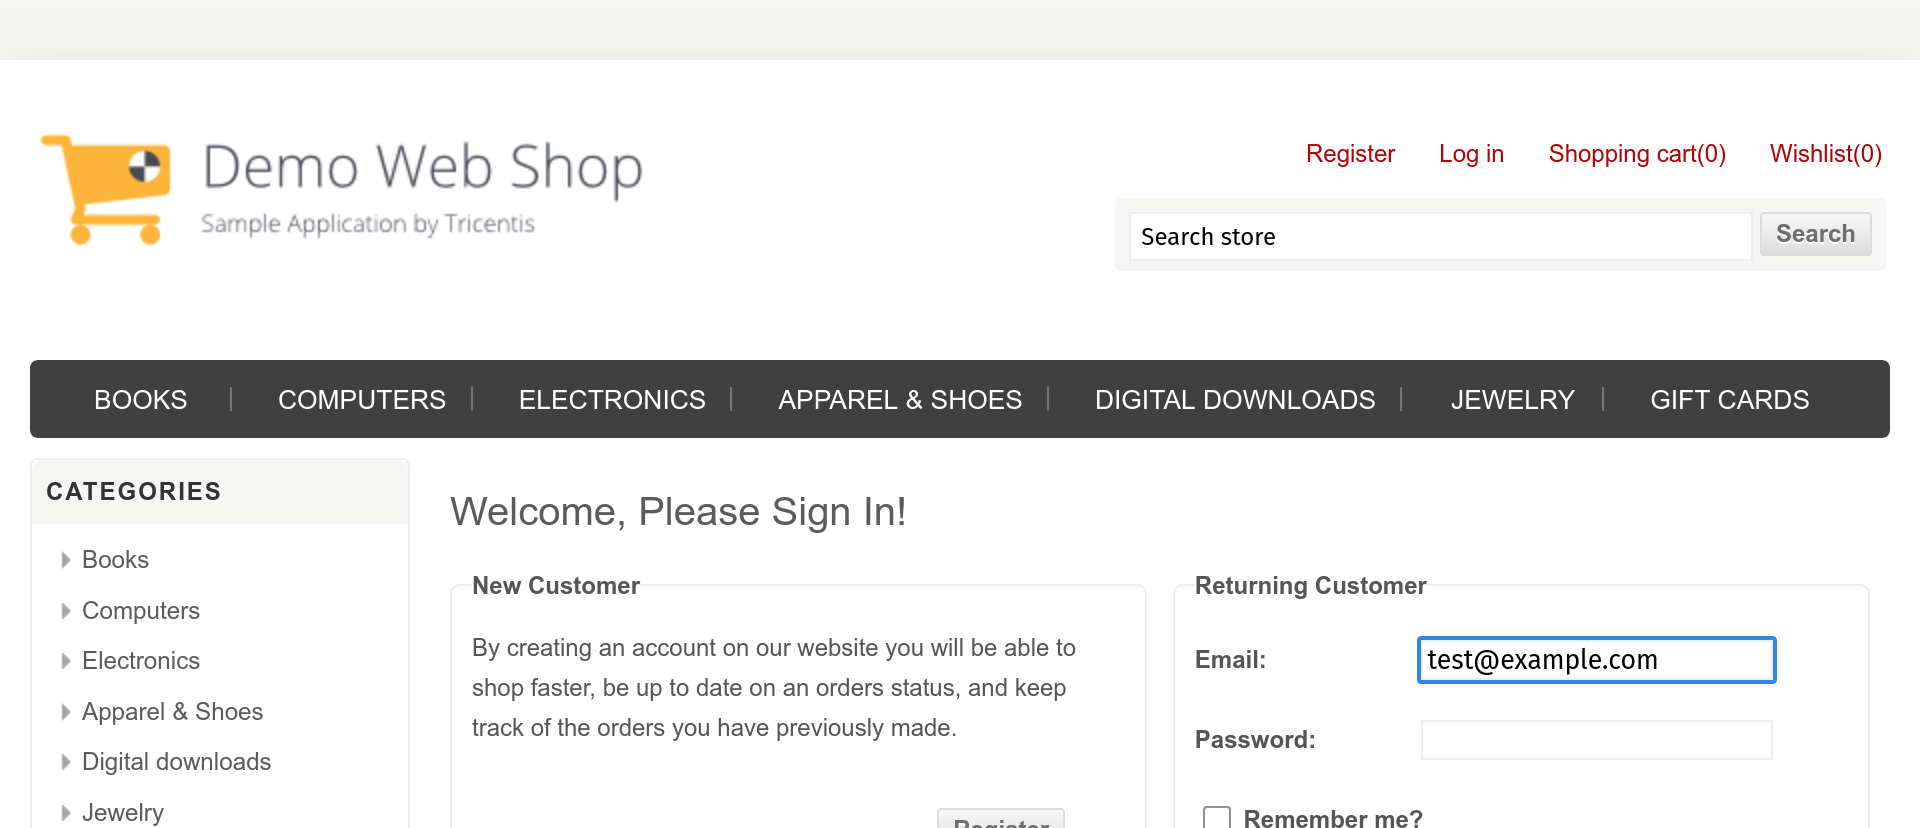 Demo Web Shop
Sample Application by Tricentis
Register Log in Shopping cart(0) Wishlist(0)
Search store Search
BOOKS COMPUTERS ELECTRONICS APPAREL & SHOES DIGITAL DOWNLOADS JEWELRY GIFT CARDS
CATEGORIES
Books
Computers
Electronics
Apparel & Shoes
Digital downloads
Jewelry
Welcome, Please Sign In!
New Customer
By creating an account on our website you will be able to
shop faster, be up to date on an orders status, and keep
track of the orders you have previously made.
Register
Returning Customer
Email: test@example.com
Password:
Remember me?